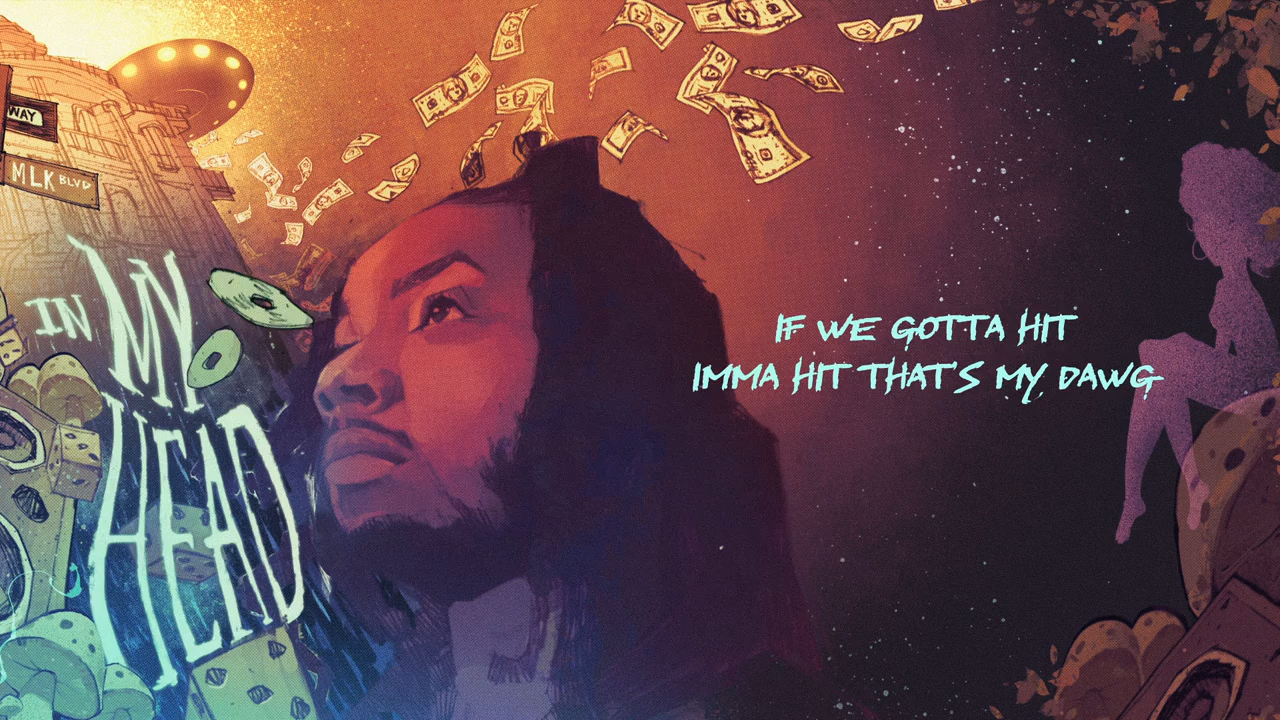 WAY
MLK BLVD
IN MY
HEAD
IF WE GOTTA HIT
IMMA HIT THAT'S MY DAWG